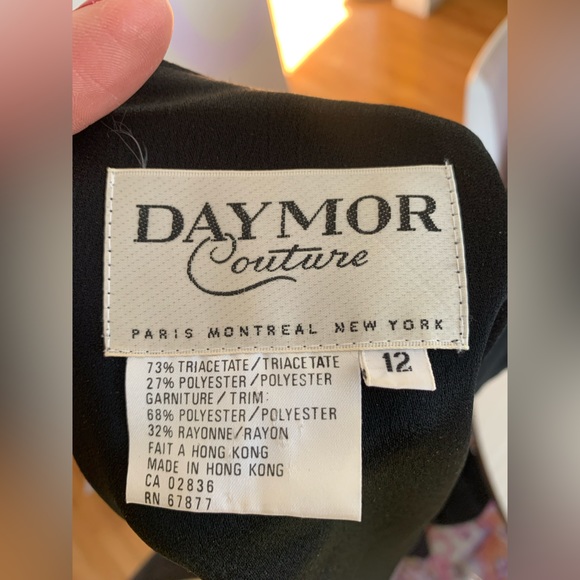 DAYMOR
Couture
PARIS MONTREAL NEW YORK
12
73% TRIACETATE/TRIACETATE
27% POLYESTER/POLYESTER
GARNITURE/TRIM:
68% POLYESTER/POLYESTER
32% RAYONNE/RAYON
FAIT A HONG KONG
MADE IN HONG KONG
CA 02836
RN 67877